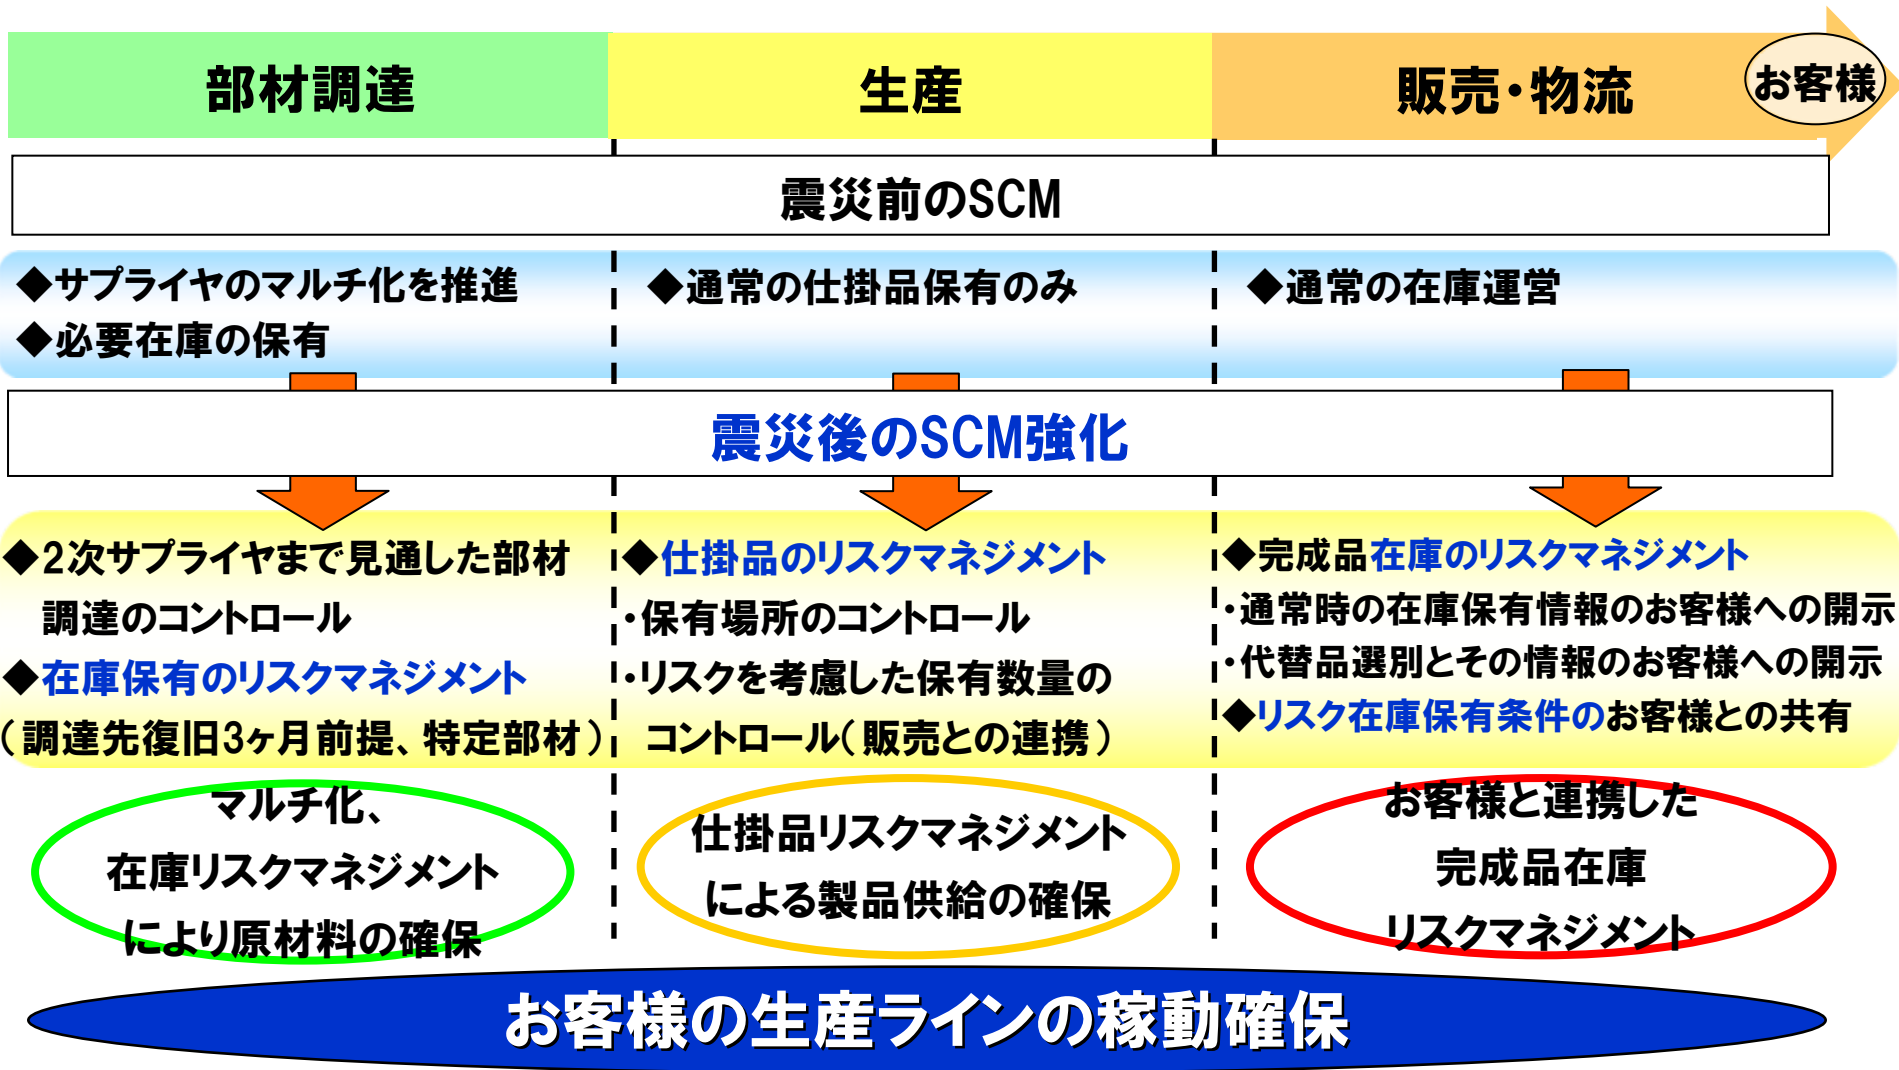 部材調達
生産
販売・物流
お客様
震災前のSCM
◆サプライヤのマルチ化を推進
◆必要在庫の保有
◆通常の仕掛品保有のみ
◆通常の在庫運営
震災後のSCM強化
◆2次サプライヤまで見通した部材
調達のコントロール
◆在庫保有のリスクマネジメント
（調達先復旧3ヶ月前提、特定部材）
◆仕掛品のリスクマネジメント
・保有場所のコントロール
・リスクを考慮した保有数量の
コントロール（販売との連携）
◆完成品在庫のリスクマネジメント
・通常時の在庫保有情報のお客様への開示
・代替品選別とその情報のお客様への開示
◆リスク在庫保有条件のお客様との共有
マルチ化、
在庫リスクマネジメント
により原材料の確保
仕掛品リスクマネジメント
による製品供給の確保
お客様と連携した
完成品在庫
リスクマネジメント
お客様の生産ラインの稼動確保